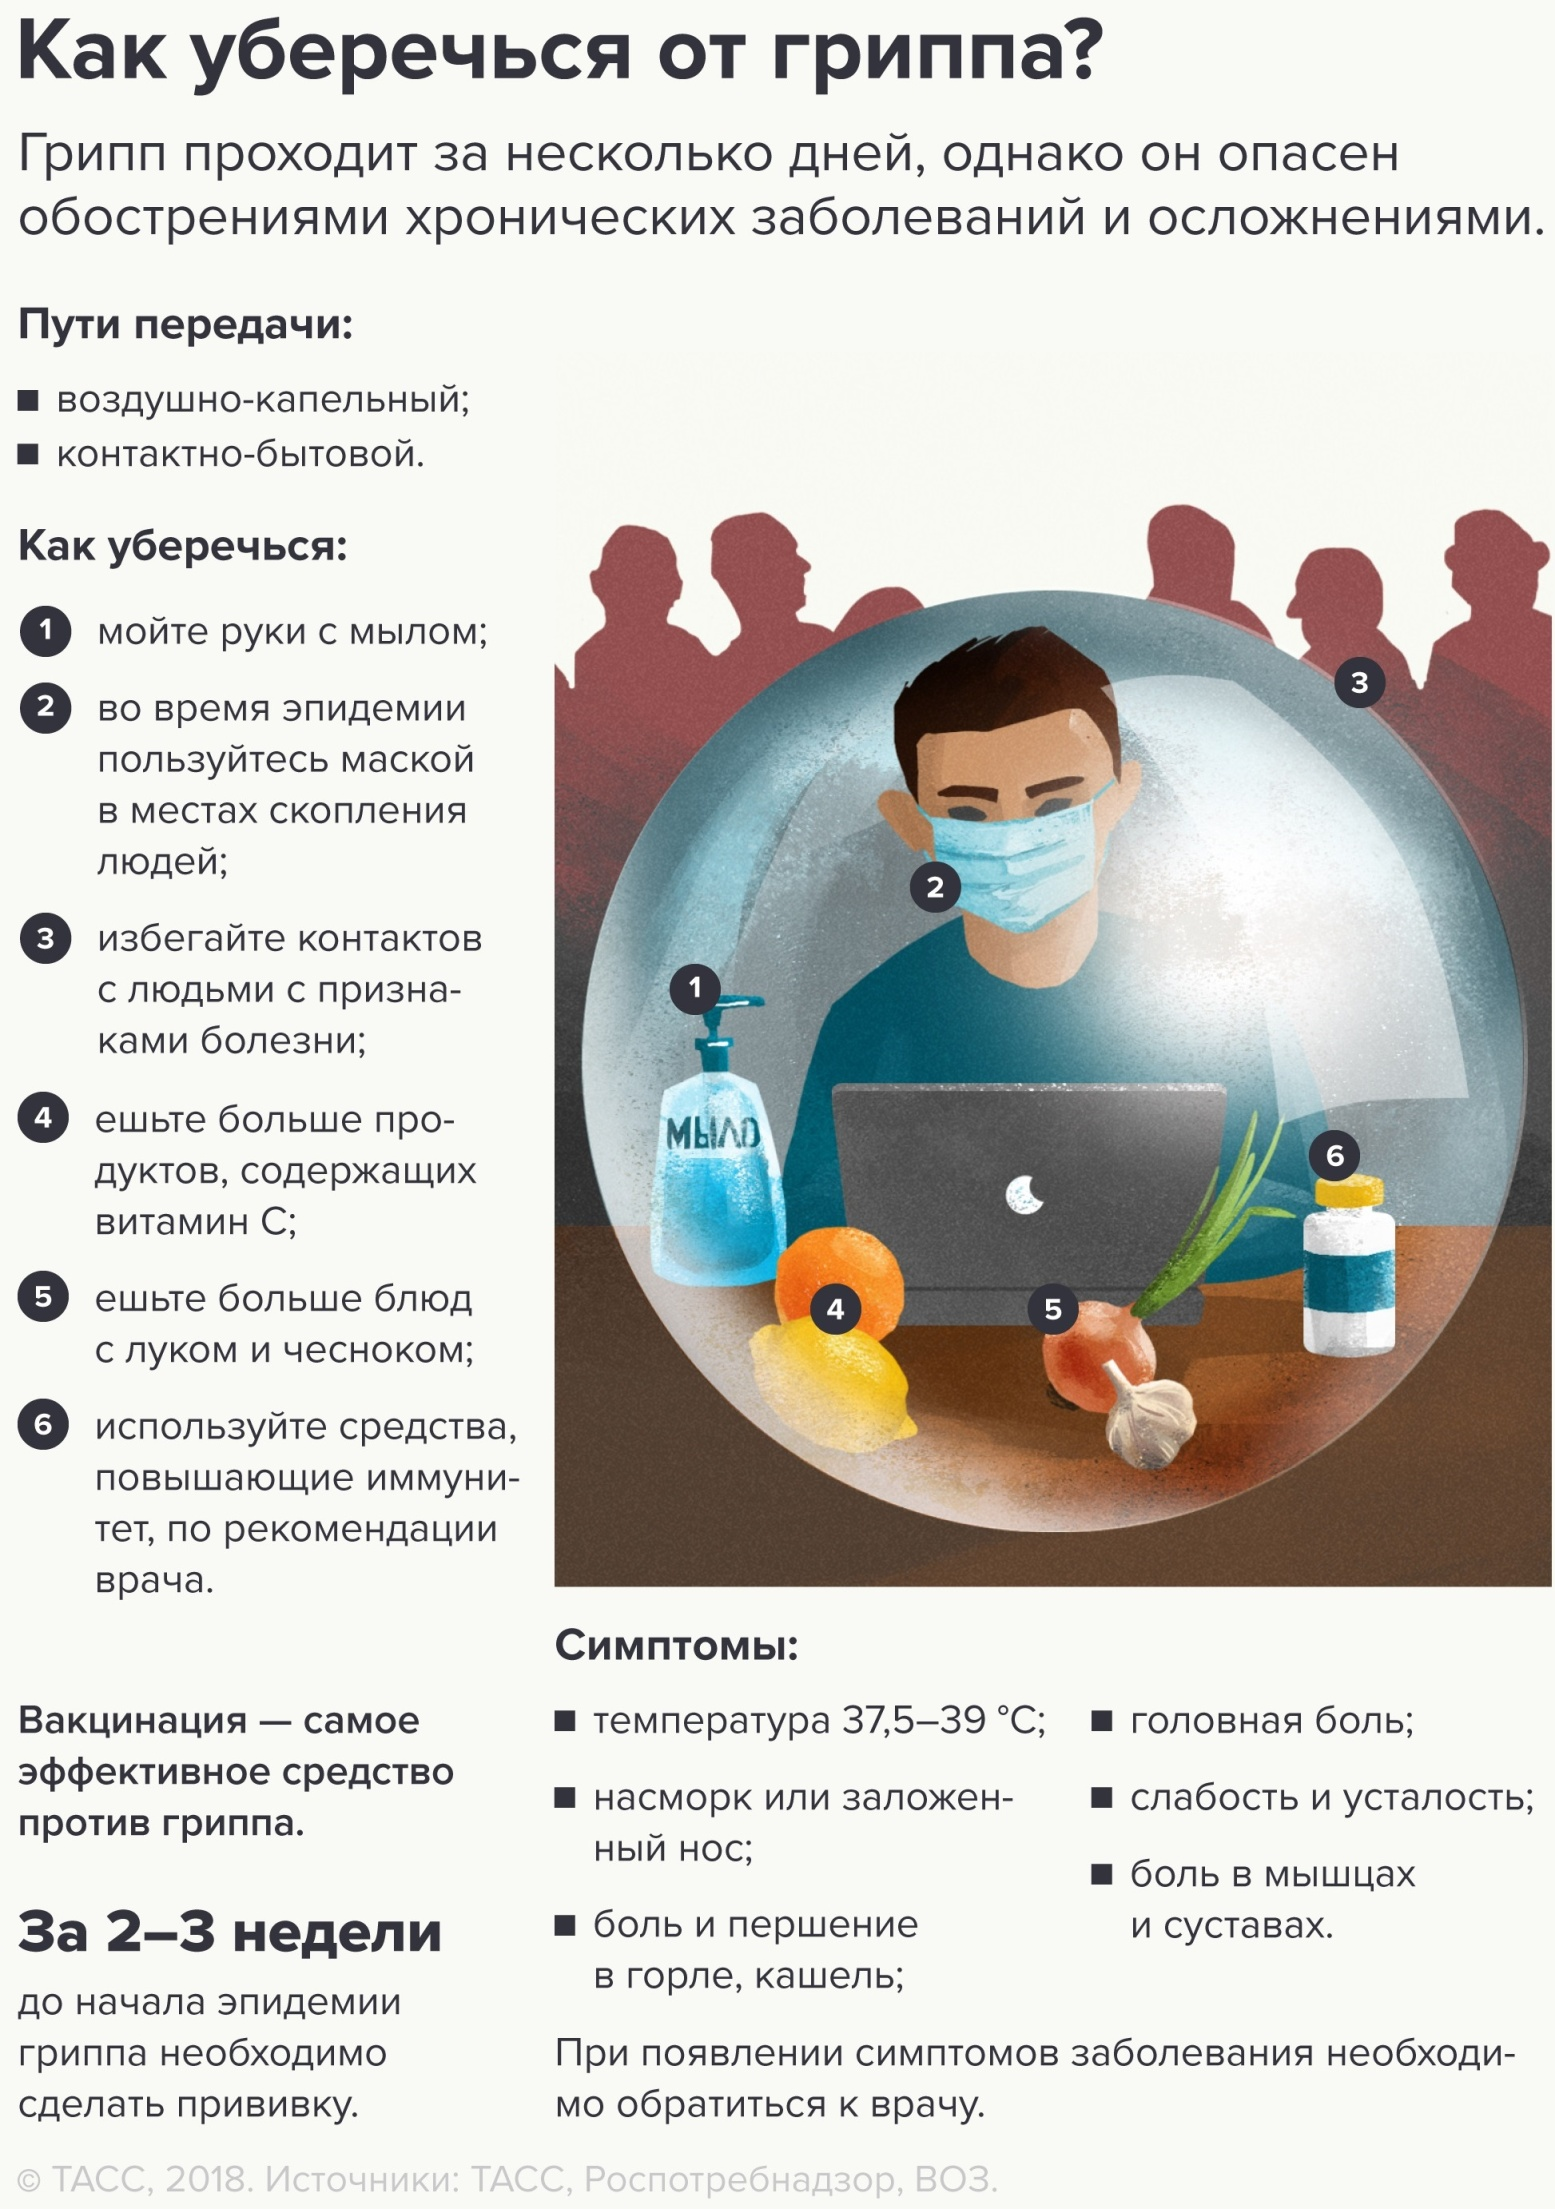 Как уберечься от гриппа?
Грипп проходит за несколько дней, однако он опасен
обострениями хронических заболеваний и осложнениями.
Пути передачи:
■ воздушно-капельный;
■ контактно-бытовой.
Как уберечься:
1 мойте руки с мылом;
2 во время эпидемии
пользуйтесь маской
в местах скопления
людей;
3 избегайте контактов
с людьми с призна-
ками болезни;
4 ешьте больше про-
дуктов, содержащих
витамин С;
5 ешьте больше блюд
с луком и чесноком;
6 используйте средства,
повышающие иммуни-
тет, по рекомендации
врача.
3
2
1
МЫЛО
6
4
5
Вакцинация — самое
эффективное средство
против гриппа.
За 2–3 недели
до начала эпидемии
гриппа необходимо
сделать прививку.
Симптомы:
■ температура 37,5–39 °C;
■ насморк или заложен-
ный нос;
■ боль и першение
в горле, кашель;
■ головная боль;
■ слабость и усталость;
■ боль в мышцах
и суставах.
При появлении симптомов заболевания необходи-
мо обратиться к врачу.
© ТАСС, 2018. Источники: ТАСС, Роспотребнадзор, ВОЗ.